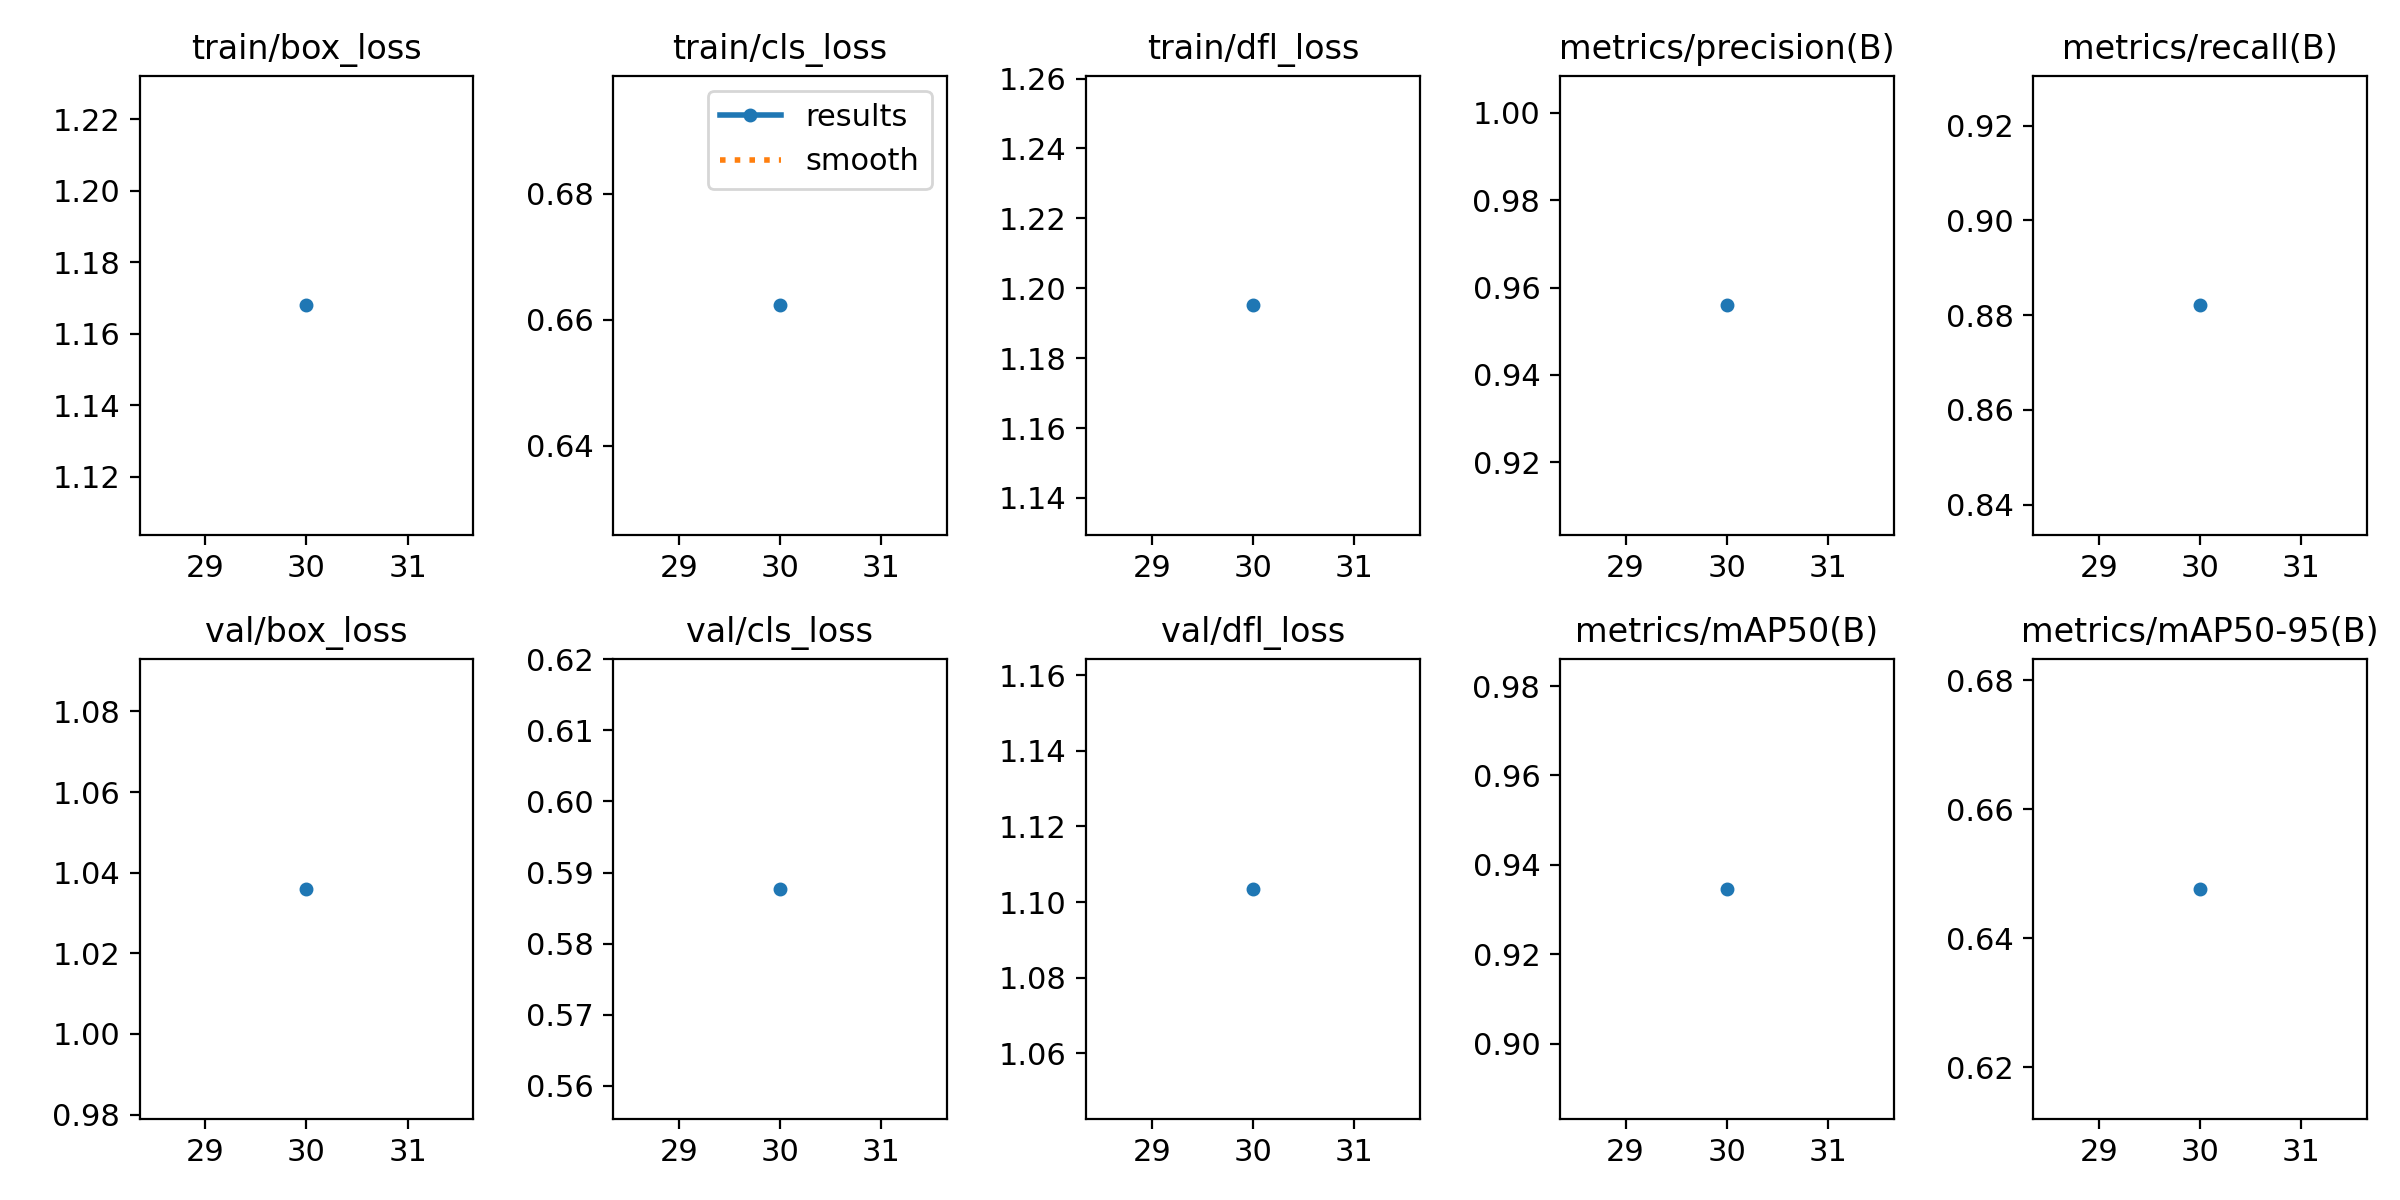 train/box_loss
1.22
1.20
1.18
1.16
1.14
1.12
29 30 31
train/cls_loss
results
smooth
0.68
0.66
0.64
29 30 31
train/dfl_loss
1.26
1.24
1.22
1.20
1.18
1.16
1.14
29 30 31
metrics/precision(B)
1.00
0.98
0.96
0.94
0.92
29 30 31
metrics/recall(B)
0.92
0.90
0.88
0.86
0.84
29 30 31
val/box_loss
1.08
1.06
1.04
1.02
1.00
0.98
29 30 31
val/cls_loss
0.62
0.61
0.60
0.59
0.58
0.57
0.56
29 30 31
val/dfl_loss
1.16
1.14
1.12
1.10
1.08
1.06
29 30 31
metrics/mAP50(B)
0.98
0.96
0.94
0.92
0.90
29 30 31
metrics/mAP50-95(B)
0.68
0.66
0.64
0.62
29 30 31